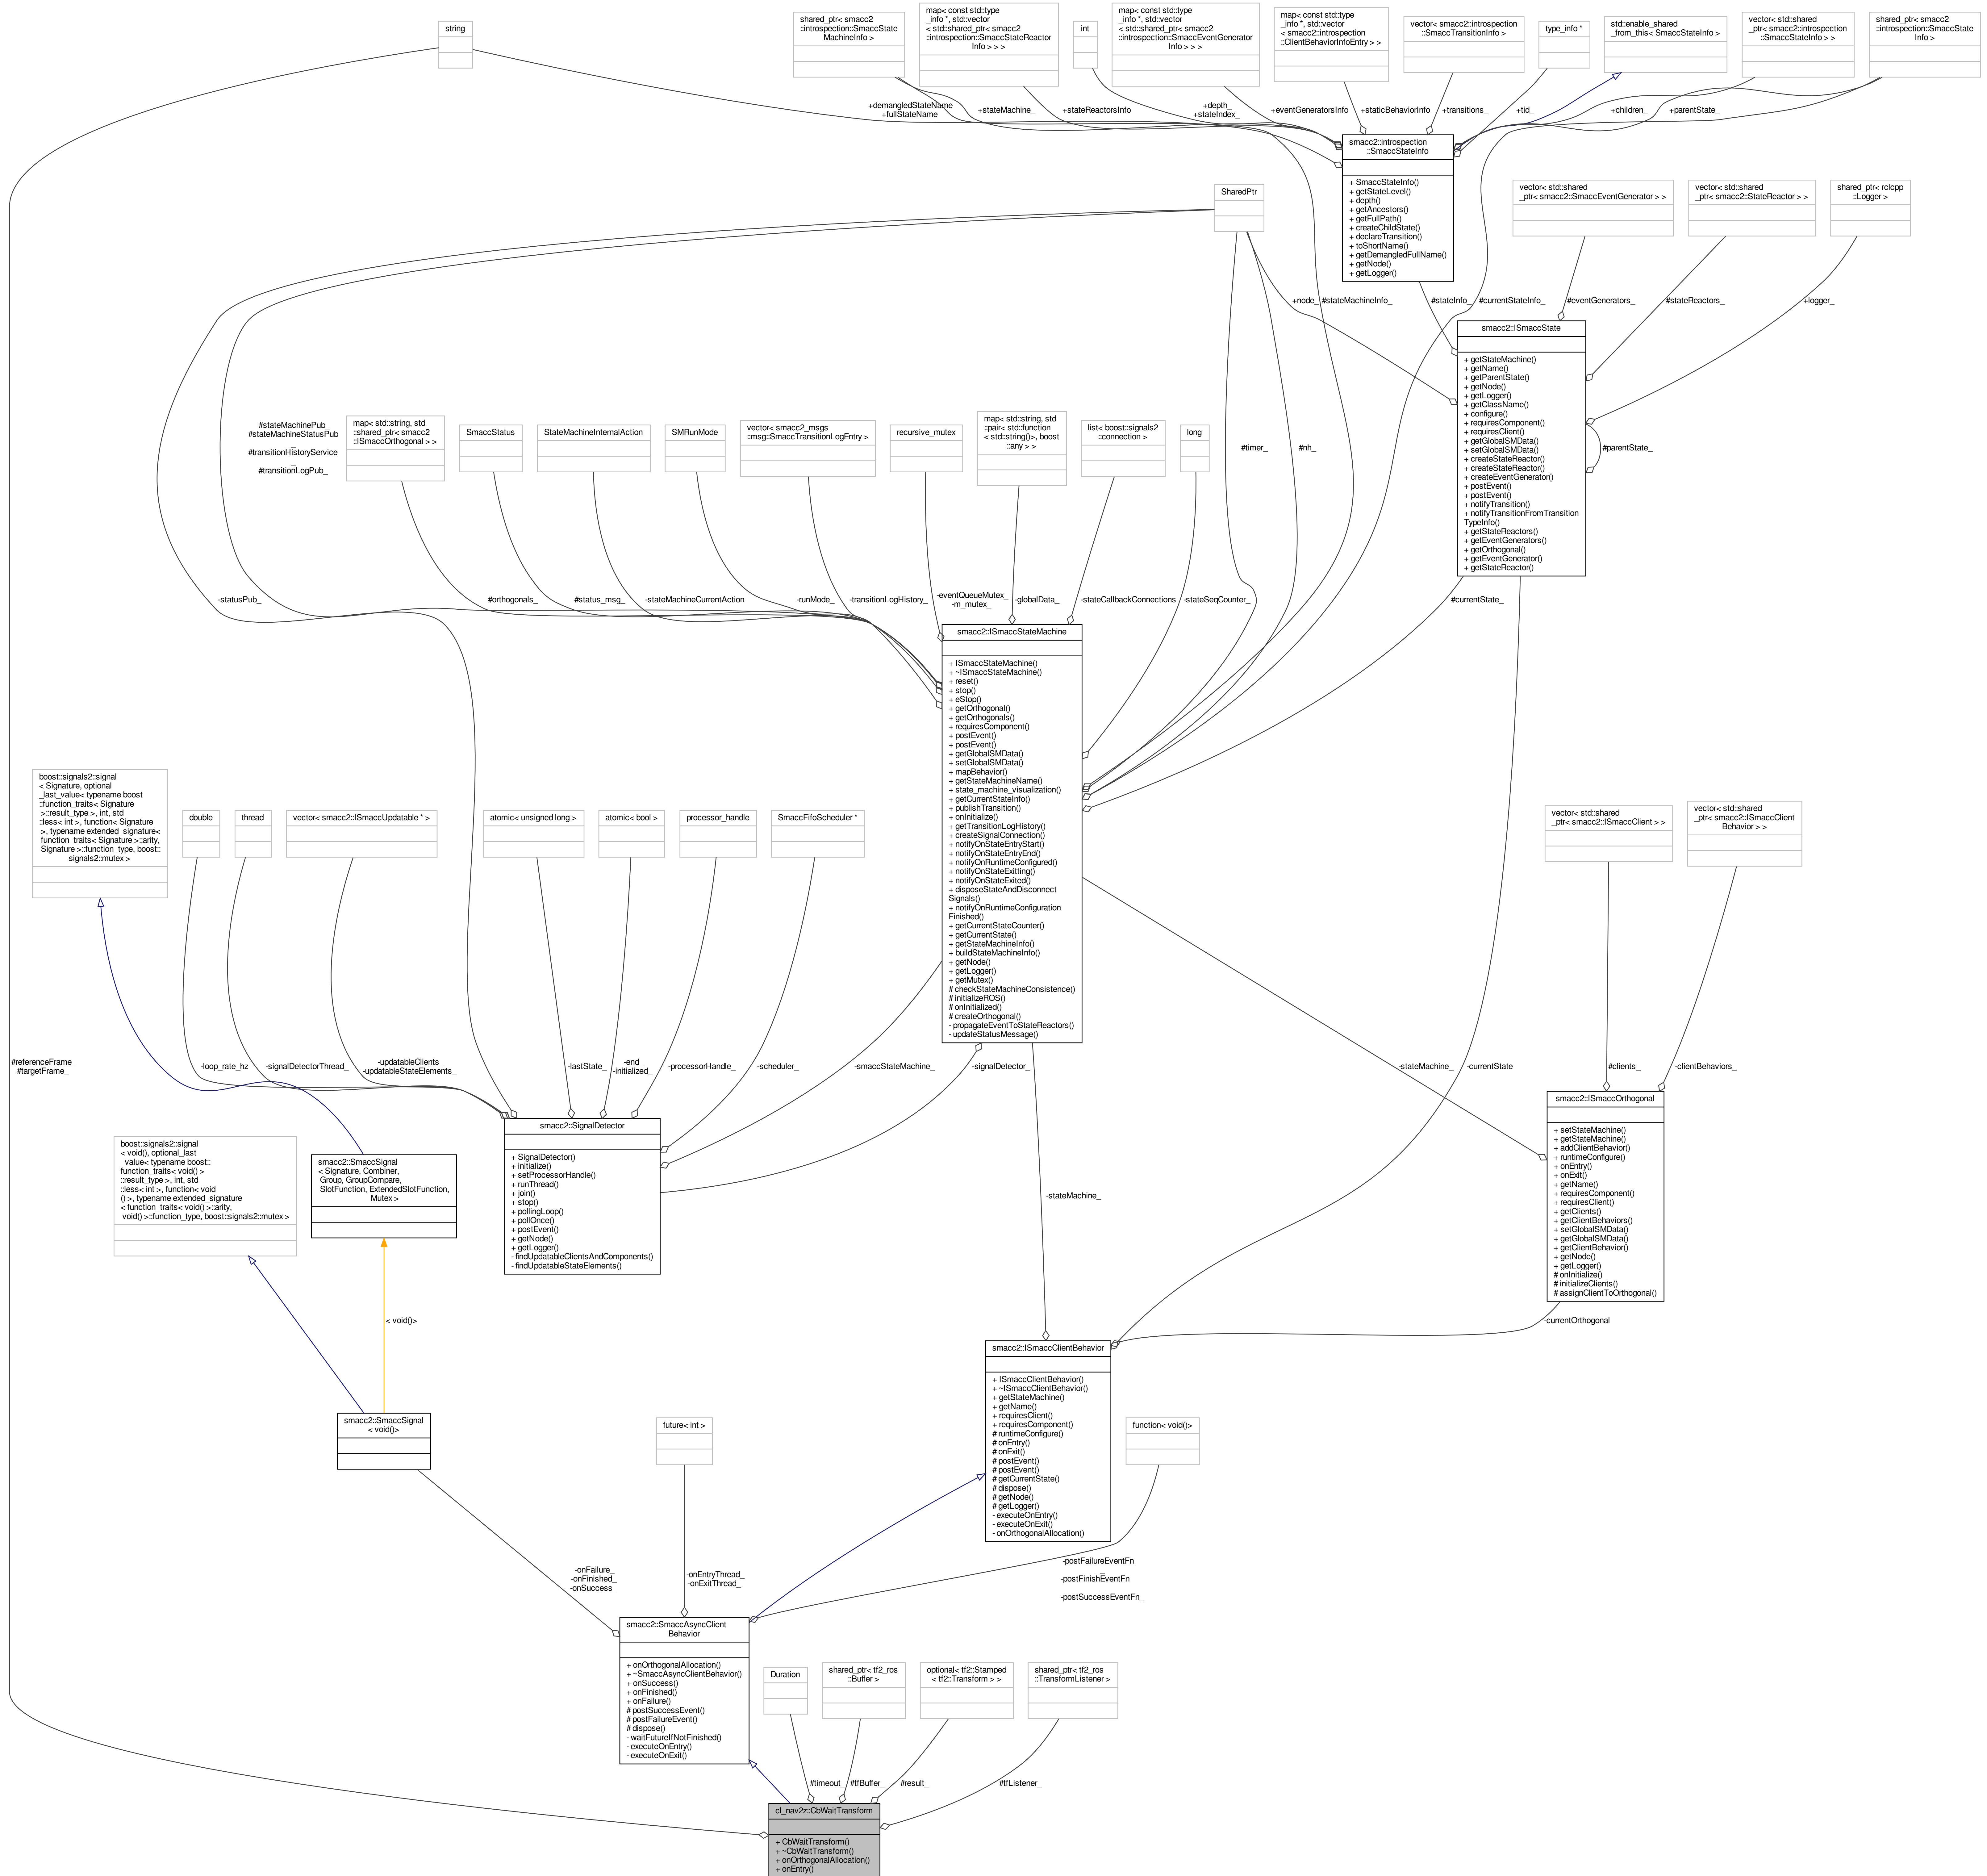 string
shared_ptr< smacc2
::introspection::SmaccState
MachineInfo >
map< const std::type
_info *, std::vector
< std::shared_ptr< smacc2
::introspection::SmaccStateReactor
Info > > >
int
map< const std::type
_info *, std::vector
< std::shared_ptr< smacc2
::introspection::SmaccEventGenerator
Info > > >
map< const std::type
_info *, std::vector
< smacc2::introspection
::ClientBehaviorInfoEntry > >
vector< smacc2::introspection
::SmaccTransitionInfo >
type_info *
std::enable_shared
_from_this< SmaccStateInfo >
vector< std::shared
_ptr< smacc2::introspection
::SmaccStateInfo > >
shared_ptr< smacc2
::introspection::SmaccState
Info >
+demangledStateName
+fullStateName
+stateMachine_
+stateReactorsInfo
+depth_
+stateIndex_
+eventGeneratorsInfo
+staticBehaviorInfo
+transitions_
+tid_
+children_
+parentState_
smacc2::introspection
::SmaccStateInfo
+ SmaccStateInfo()
+ getStateLevel()
+ depth()
+ getAncestors()
+ getFullPath()
+ createChildState()
+ declareTransition()
+ toShortName()
+ getDemangledFullName()
+ getNode()
+ getLogger()
SharedPtr
vector< std::shared
_ptr< smacc2::SmaccEventGenerator > >
vector< std::shared
_ptr< smacc2::StateReactor > >
shared_ptr< rclcpp
::Logger >
+node_
#stateMachineInfo_
#stateInfo_
#currentStateInfo_
#eventGenerators_
#stateReactors_
+logger_
smacc2::ISmaccState
+ getStateMachine()
+ getName()
+ getParentState()
+ getNode()
+ getLogger()
+ getClassName()
+ configure()
+ requiresComponent()
+ requiresClient()
+ getGlobalSMData()
+ setGlobalSMData()
+ createStateReactor()
+ createStateReactor()
+ createEventGenerator()
+ postEvent()
+ postEvent()
+ notifyTransition()
+ notifyTransitionFromTransition
TypeInfo()
+ getStateReactors()
+ getEventGenerators()
+ getOrthogonal()
+ getEventGenerator()
+ getStateReactor()
#parentState_
#stateMachinePub_
#stateMachineStatusPub
_
#transitionHistoryService
_
#transitionLogPub_
map< std::string, std
::shared_ptr< smacc2
::ISmaccOrthogonal > >
SmaccStatus
StateMachineInternalAction
SMRunMode
vector< smacc2_msgs
::msg::SmaccTransitionLogEntry >
recursive_mutex
map< std::string, std
::pair< std::function
< std::string()>, boost
::any > >
list< boost::signals2
::connection >
long
#timer_
#nh_
-statusPub_
#orthogonals_
#status_msg_
-stateMachineCurrentAction
-runMode_
-transitionLogHistory_
-eventQueueMutex_
-m_mutex_
-globalData_
-stateCallbackConnections
-stateSeqCounter_
#currentState_
smacc2::ISmaccStateMachine
+ ISmaccStateMachine()
+ ~ISmaccStateMachine()
+ reset()
+ stop()
+ eStop()
+ getOrthogonal()
+ getOrthogonals()
+ requiresComponent()
+ postEvent()
+ postEvent()
+ getGlobalSMData()
+ setGlobalSMData()
+ mapBehavior()
+ getStateMachineName()
+ state_machine_visualization()
+ getCurrentStateInfo()
+ publishTransition()
+ onInitialize()
+ getTransitionLogHistory()
+ createSignalConnection()
+ notifyOnStateEntryStart()
+ notifyOnStateEntryEnd()
+ notifyOnRuntimeConfigured()
+ notifyOnStateExitting()
+ notifyOnStateExited()
+ disposeStateAndDisconnect
Signals()
+ notifyOnRuntimeConfiguration
Finished()
+ getCurrentStateCounter()
+ getCurrentState()
+ getStateMachineInfo()
+ buildStateMachineInfo()
+ getNode()
+ getLogger()
+ getMutex()
# checkStateMachineConsistence()
# initializeROS()
# onInitialized()
# createOrthogonal()
- propagateEventToStateReactors()
- updateStatusMessage()
boost::signals2::signal
< Signature, optional
_last_value< typename boost
::function_traits< Signature
>::result_type >, int, std
::less< int >, function< Signature
>, typename extended_signature<
function_traits< Signature >::arity,
Signature >::function_type, boost::
signals2::mutex >
double
thread
vector< smacc2::ISmaccUpdatable * >
atomic< unsigned long >
atomic< bool >
processor_handle
SmaccFifoScheduler *
vector< std::shared
_ptr< smacc2::ISmaccClient > >
vector< std::shared
_ptr< smacc2::ISmaccClient
Behavior > >
#referenceFrame_
#targetFrame_
-loop_rate_hz
-signalDetectorThread_
-updatableClients_
-updatableStateElements_
-lastState_
-end_
-initialized_
-processorHandle_
-scheduler_
-smaccStateMachine_
-signalDetector_
-stateMachine_
-currentState
#clients_
-clientBehaviors_
smacc2::SignalDetector
+ SignalDetector()
+ initialize()
+ setProcessorHandle()
+ runThread()
+ join()
+ stop()
+ pollingLoop()
+ pollOnce()
+ postEvent()
+ getNode()
+ getLogger()
- findUpdatableClientsAndComponents()
- findUpdatableStateElements()
smacc2::ISmaccOrthogonal
+ setStateMachine()
+ getStateMachine()
+ addClientBehavior()
+ runtimeConfigure()
+ onEntry()
+ onExit()
+ getName()
+ requiresComponent()
+ requiresClient()
+ getClients()
+ getClientBehaviors()
+ setGlobalSMData()
+ getGlobalSMData()
+ getClientBehavior()
+ getNode()
+ getLogger()
# onInitialize()
# initializeClients()
# assignClientToOrthogonal()
boost::signals2::signal
< void(), optional_last
_value< typename boost::
function_traits< void() >
::result_type >, int, std
::less< int >, function< void
() >, typename extended_signature
< function_traits< void() >::arity,
void() >::function_type, boost::signals2::mutex >
smacc2::SmaccSignal
< Signature, Combiner,
Group, GroupCompare,
SlotFunction, ExtendedSlotFunction,
Mutex >
-stateMachine_
< void()>
-currentOrthogonal
smacc2::ISmaccClientBehavior
+ ISmaccClientBehavior()
+ ~ISmaccClientBehavior()
+ getStateMachine()
+ getName()
+ requiresClient()
+ requiresComponent()
# runtimeConfigure()
# onEntry()
# onExit()
# postEvent()
# postEvent()
# getCurrentState()
# dispose()
# getNode()
# getLogger()
- executeOnEntry()
- executeOnExit()
- onOrthogonalAllocation()
smacc2::SmaccSignal
< void()>
future< int >
function< void()>
-onFailure_
-onFinished_
-onSuccess_
-onEntryThread_
-onExitThread_
-postFailureEventFn
_
-postFinishEventFn
_
-postSuccessEventFn_
smacc2::SmaccAsyncClient
Behavior
+ onOrthogonalAllocation()
+ ~SmaccAsyncClientBehavior()
+ onSuccess()
+ onFinished()
+ onFailure()
# postSuccessEvent()
# postFailureEvent()
# dispose()
- waitFutureIfNotFinished()
- executeOnEntry()
- executeOnExit()
Duration
shared_ptr< tf2_ros
::Buffer >
optional< tf2::Stamped
< tf2::Transform > >
shared_ptr< tf2_ros
::TransformListener >
#timeout_
#tfBuffer_
#result_
#tfListener_
cl_nav2z::CbWaitTransform
+ CbWaitTransform()
+ ~CbWaitTransform()
+ onOrthogonalAllocation()
+ onEntry()